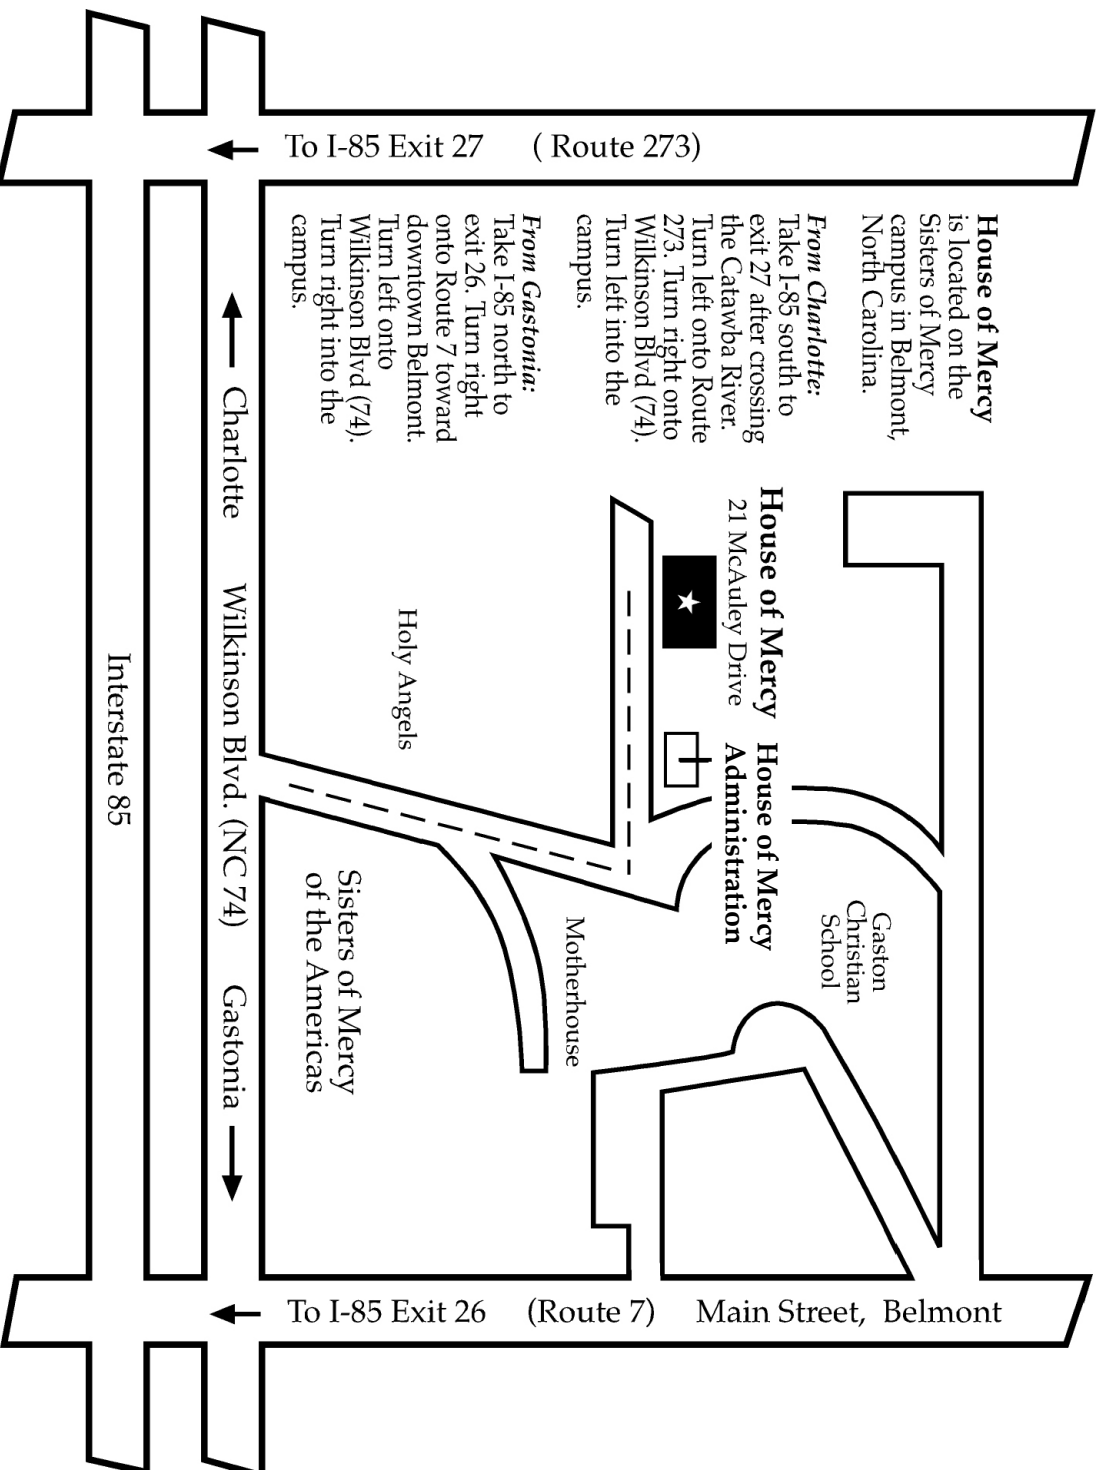 House of Mercy
is located on the
Sisters of Mercy
campus in Belmont,
North Carolina.
From Charlotte:
Take I-85 south to
exit 27 after crossing
the Catawba River.
Turn left onto Route
273. Turn right onto
Wilkinson Blvd (74).
Turn left into the
campus.
From Gastonia:
Take I-85 north to
exit 26. Turn right
onto Route 7 toward
downtown Belmont.
Turn left onto
Wilkinson Blvd (74).
Turn right into the
campus.
To I-85 Exit 27 ( Route 273)
House of Mercy
21 McAuley Drive
House of Mercy
Administration
Gaston
Christian
School
Motherhouse
Holy Angels
Sisters of Mercy
of the Americas
Charlotte Wilkinson Blvd. (NC 74) Gastonia
Interstate 85
To I-85 Exit 26 (Route 7) Main Street, Belmont